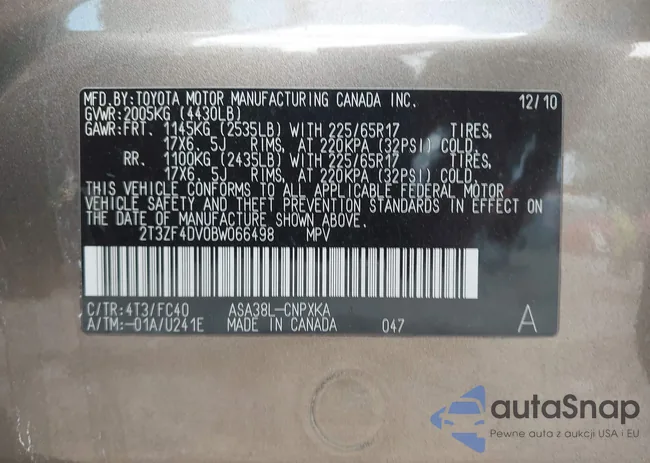 MFD.BY:TOYOTA MOTOR MANUFACTURING CANADA INC. 12/10
GVWR:2005KG (4430LB)
GAWR:FRT. 1145KG (2535LB) WITH 225/65R17 TIRES,
17X6. 5J RIMS, AT 220KPA (32PSI) COLD.
RR. 1100KG (2435LB) WITH 225/65R17 TIRES,
17X6. 5J RIMS, AT 220KPA (32PSI) COLD.
THIS VEHICLE CONFORMS TO ALL APPLICABLE FEDERAL MOTOR
VEHICLE SAFETY AND THEFT PREVENTION STANDARDS IN EFFECT ON
THE DATE OF MANUFACTURE SHOWN ABOVE.
2T3ZF4DV0BW066498 MPV
C/TR:4T3/FC40 ASA38L-CNPXKA
A/TM:-01A/U241E MADE IN CANADA 047 A
autaSnap
Pewne auta z aukcji USA i EU